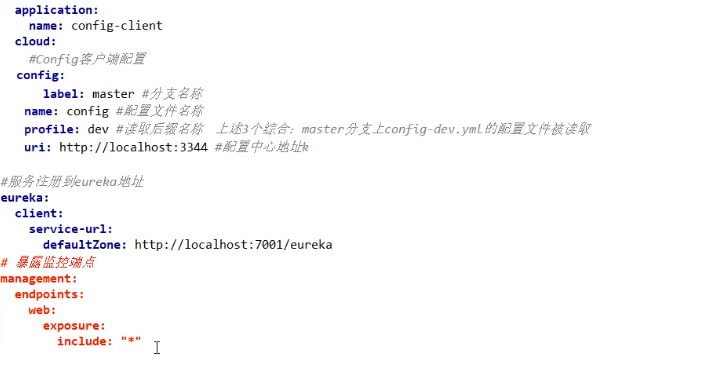 application:
name: config-client
cloud:
#Config客户端配置
config:
label: master #分支名称
name: config #配置文件名称
profile: dev #读取后缀名称 上述3个综合：master分支上config-dev.yml的配置文件被读取
uri: http://localhost:3344 #配置中心地址k
#服务注册到eureka地址
eureka:
client:
service-url:
defaultZone: http://localhost:7001/eureka
# 暴露监控端点
management:
endpoints:
web:
exposure:
include: "*"